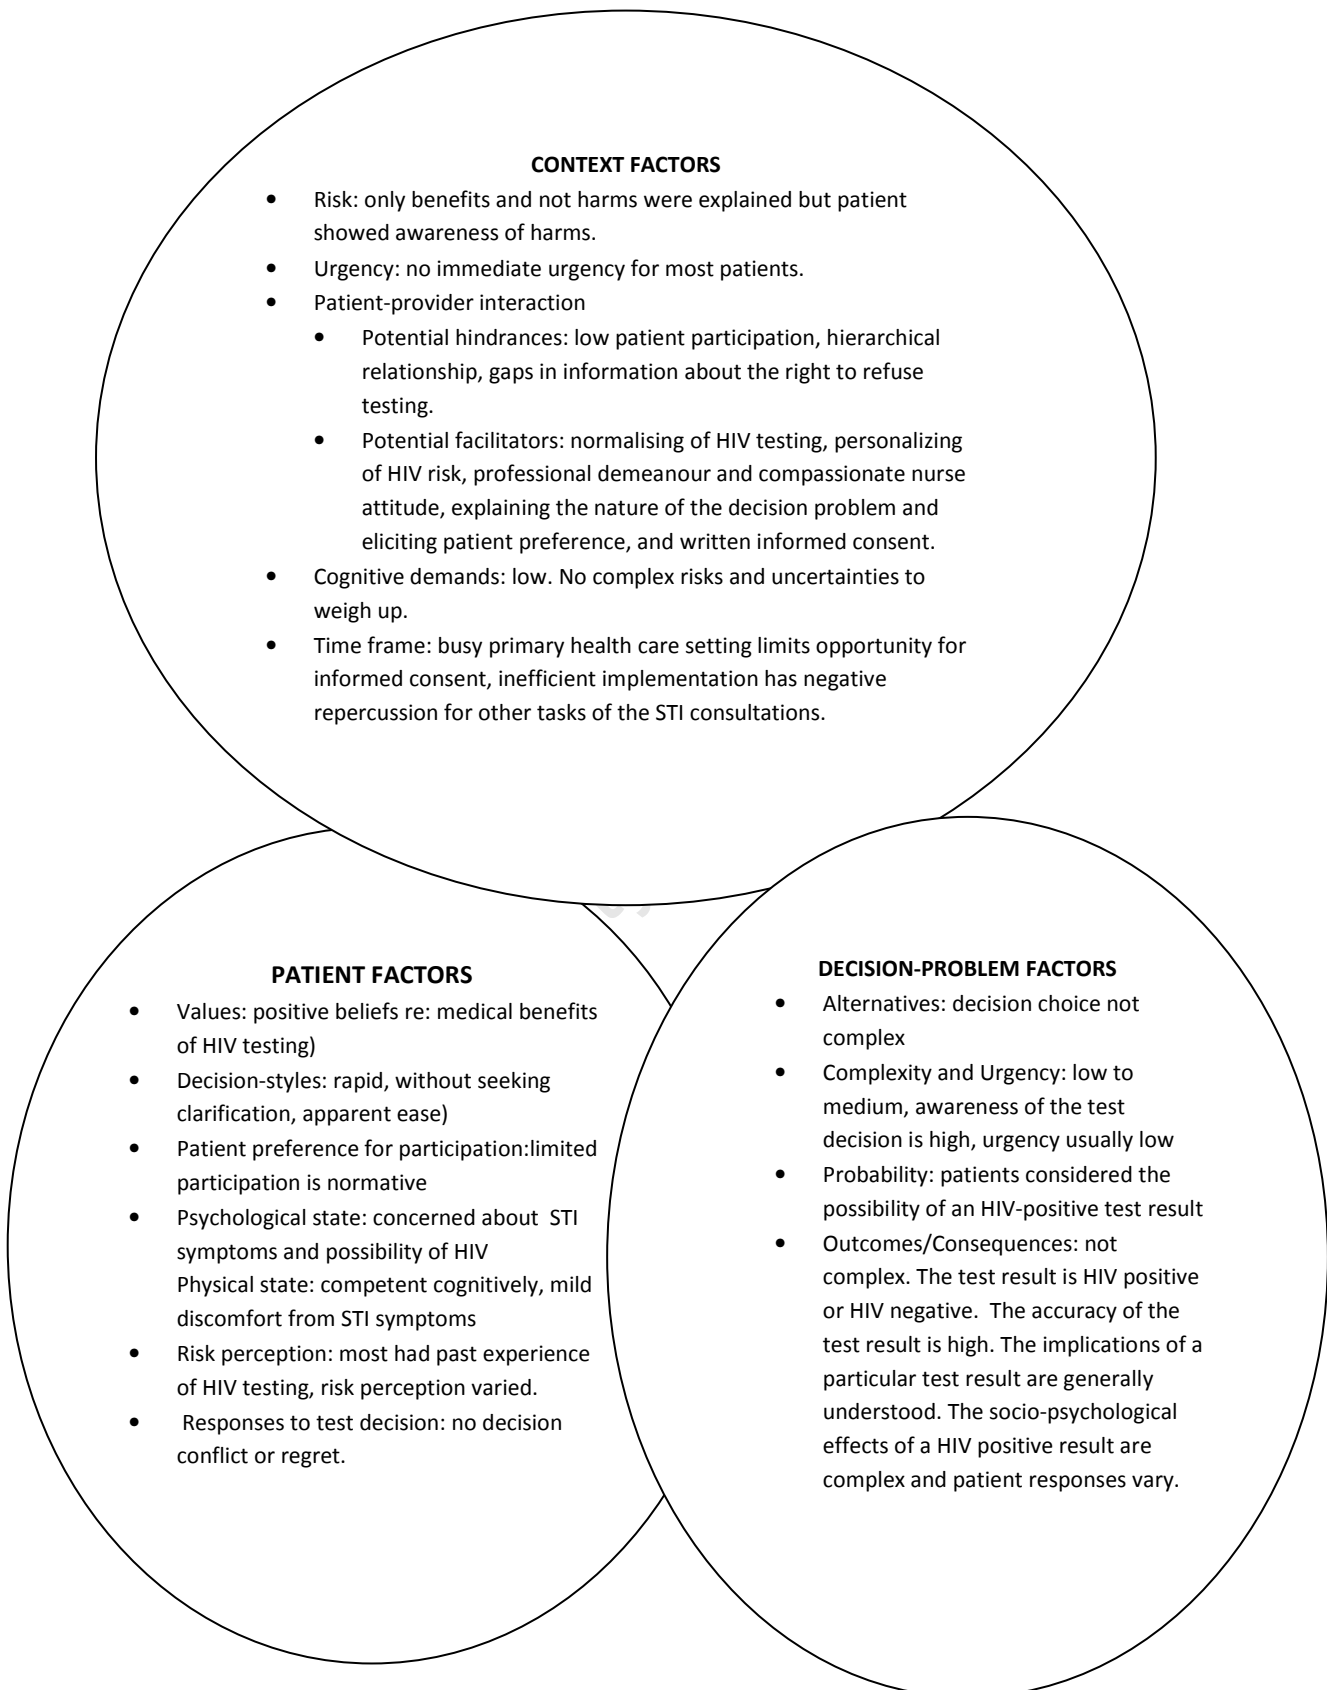 CONTEXT FACTORS
• Risk: only benefits and not harms were explained but patient
showed awareness of harms.
• Urgency: no immediate urgency for most patients.
• Patient-provider interaction
• Potential hindrances: low patient participation, hierarchical
relationship, gaps in information about the right to refuse
testing.
• Potential facilitators: normalising of HIV testing, personalizing
of HIV risk, professional demeanour and compassionate nurse
attitude, explaining the nature of the decision problem and
eliciting patient preference, and written informed consent.
• Cognitive demands: low. No complex risks and uncertainties to
weigh up.
• Time frame: busy primary health care setting limits opportunity for
informed consent, inefficient implementation has negative
repercussion for other tasks of the STI consultations.
PATIENT FACTORS
• Values: positive beliefs re: medical benefits
of HIV testing)
• Decision-styles: rapid, without seeking
clarification, apparent ease)
• Patient preference for participation:limited
participation is normative
• Psychological state: concerned about STI
symptoms and possibility of HIV
Physical state: competent cognitively, mild
discomfort from STI symptoms
• Risk perception: most had past experience
of HIV testing, risk perception varied.
• Responses to test decision: no decision
conflict or regret.
DECISION-PROBLEM FACTORS
• Alternatives: decision choice not
complex
• Complexity and Urgency: low to
medium, awareness of the test
decision is high, urgency usually low
• Probability: patients considered the
possibility of an HIV-positive test result
• Outcomes/Consequences: not
complex. The test result is HIV positive
or HIV negative. The accuracy of the
test result is high. The implications of a
particular test result are generally
understood. The socio-psychological
effects of a HIV positive result are
complex and patient responses vary.